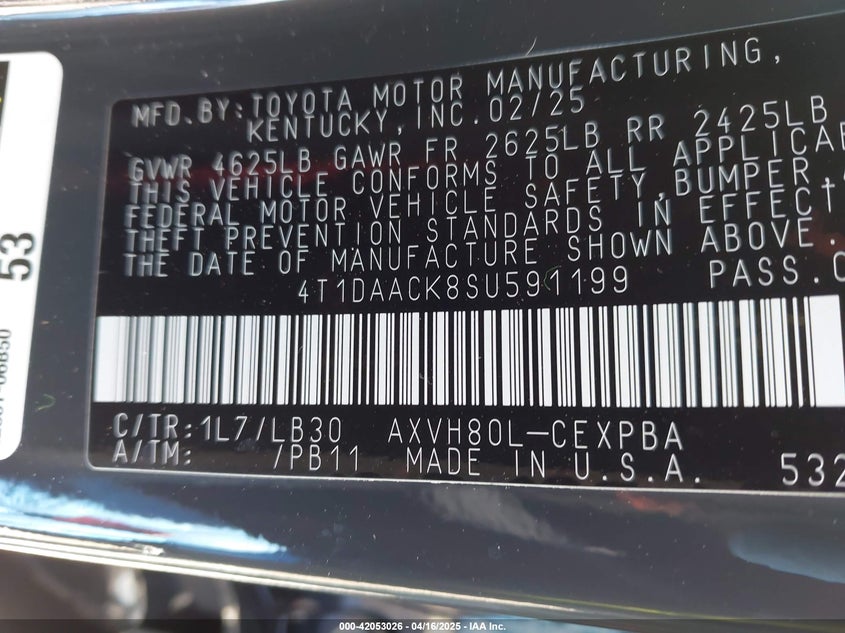 MFD.BY:TOYOTA MOTOR MANUFACTURING,
KENTUCKY,INC.02/25
GVWR 4625LB GAWR FR 2625LB RR 2425LB
THIS VEHICLE CONFORMS TO ALL
FEDERAL MOTOR VEHICLE SAFETY,BUMPER,
THEFT PREVENTION STANDARDS IN EFFECT
THE DATE OF MANUFACTURE SHOWN ABOVE.
4T1DAACK8SU591199 PASS.
C/TR:1L7/LB30 AXVH80L-CEXPBA
A/TM: /PB11 MADE IN U.S.A.
53
000-42053026 - 04/16/2025 - IAA Inc.